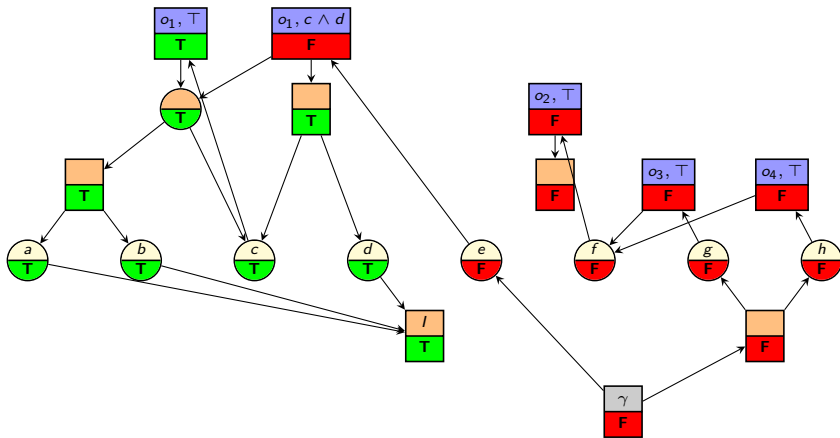 o₁, ⊤
T
o₁, c ∧ d
F
T
T
T
o₂, ⊤
F
F
o₃, ⊤
F
o₄, ⊤
F
a
T
b
T
c
T
d
T
e
F
f
F
g
F
h
F
I
T
F
γ
F